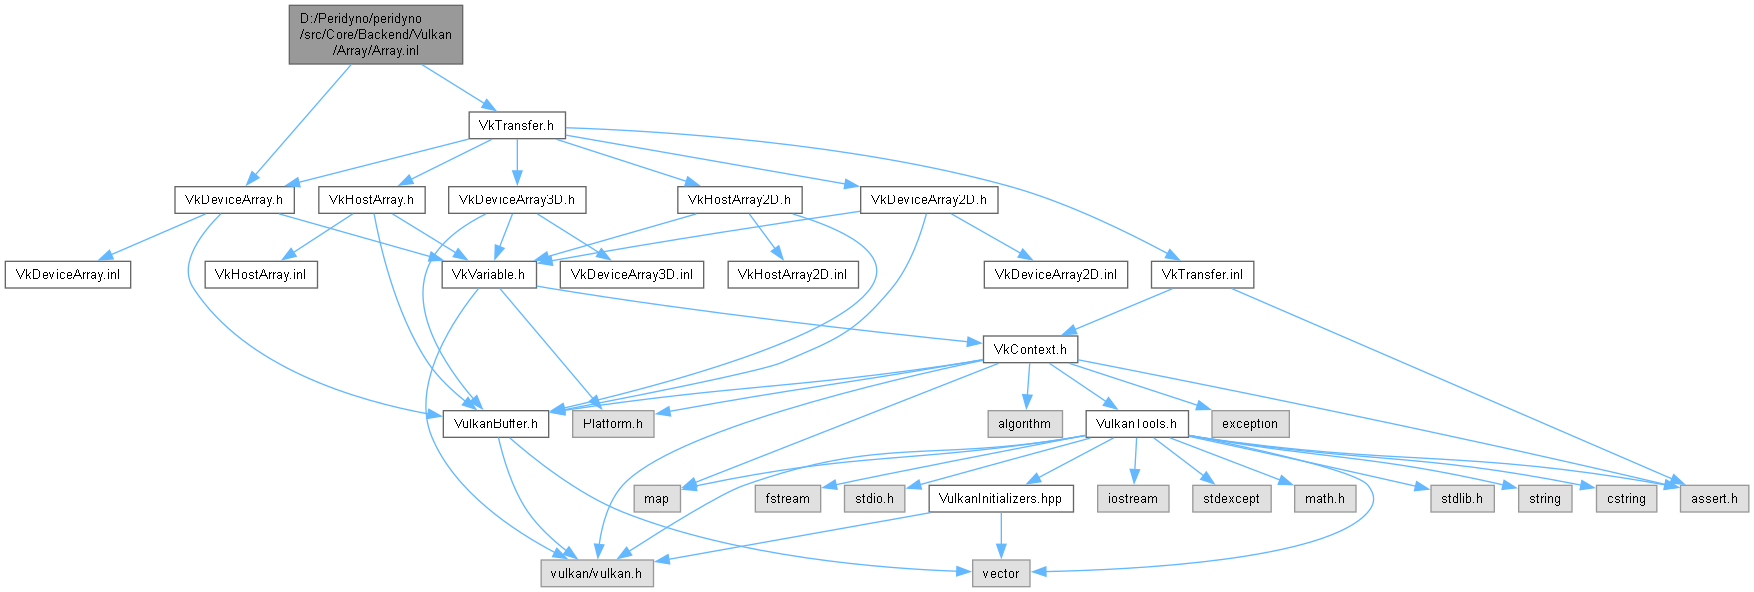 D:/Peridyno/peridyno
/src/Core/Backend/Vulkan
/Array/Array.inl
VkTransfer.h
VkDeviceArray.h
VkHostArray.h
VkDeviceArray3D.h
VkHostArray2D.h
VkDeviceArray2D.h
VkDeviceArray.inl
VkHostArray.inl
VkVariable.h
VkDeviceArray3D.inl
VkHostArray2D.inl
VkDeviceArray2D.inl
VkTransfer.inl
VkContext.h
VulkanBuffer.h
Platform.h
algorithm
VulkanTools.h
exception
map
fstream
stdio.h
VulkanInitializers.hpp
iostream
stdexcept
math.h
stdlib.h
string
cstring
assert.h
vulkan/vulkan.h
vector